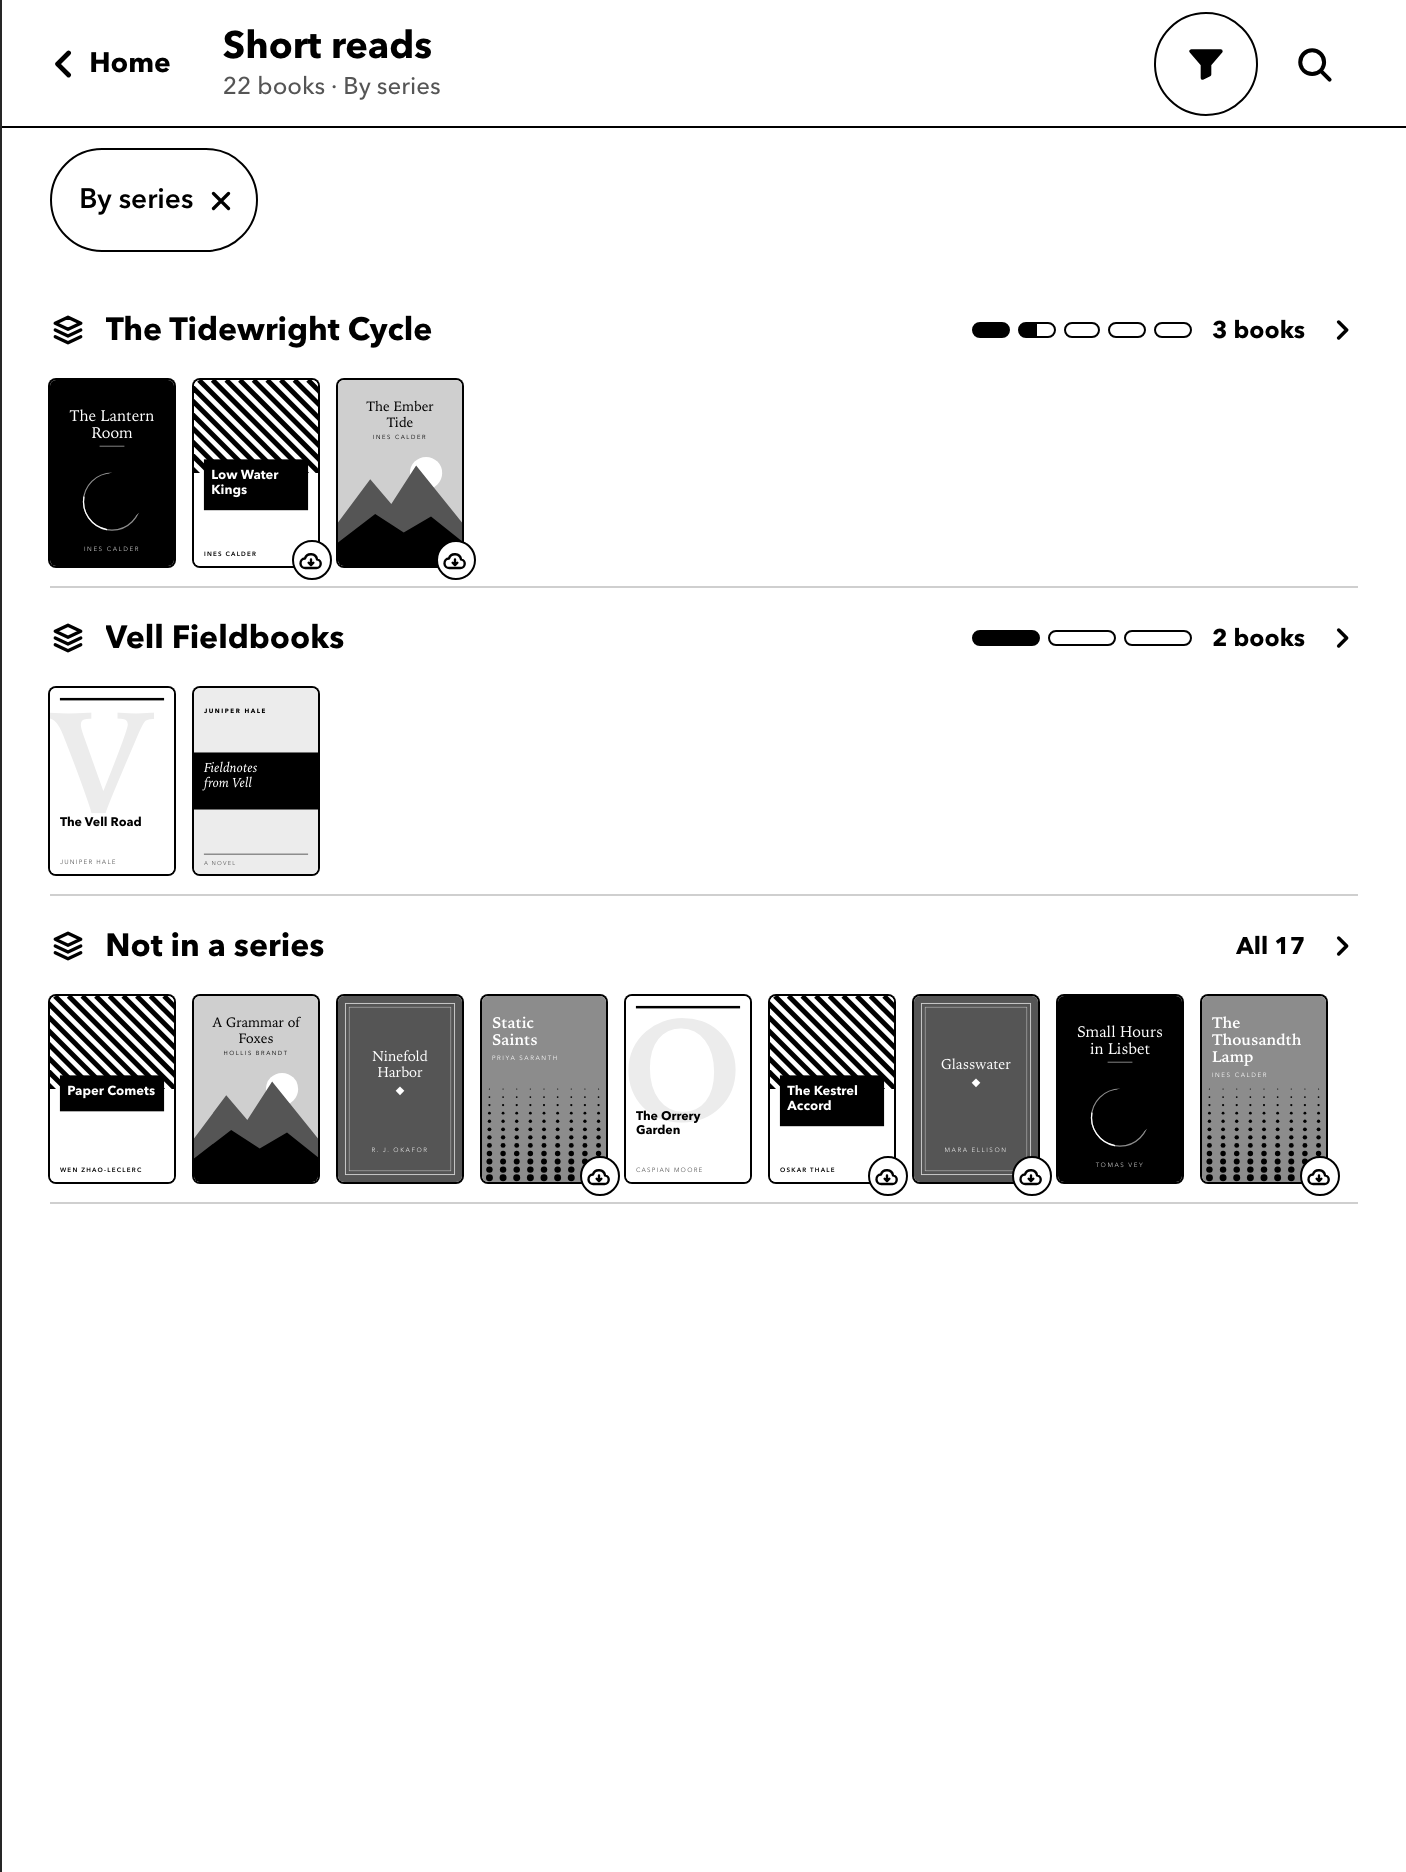 Home
Short reads
22 books · By series
By series
The Tidewright Cycle
3 books
The Lantern
Room
INES CALDER
Low Water
Kings
INES CALDER
The Ember
Tide
INES CALDER
Vell Fieldbooks
2 books
V
The Vell Road
JUNIPER HALE
JUNIPER HALE
Fieldnotes
from Vell
A NOVEL
Not in a series
All 17
Paper Comets
WEN ZHAO-LECLERC
A Grammar of
Foxes
HOLLIS BRANDT
Ninefold
Harbor
R. J. OKAFOR
Static
Saints
PRIYA SARANTH
O
The Orrery
Garden
CASPIAN MOORE
The Kestrel
Accord
OSKAR THALE
Glasswater
MARA ELLISON
Small Hours
in Lisbet
TOMAS VEY
The
Thousandth
Lamp
INES CALDER